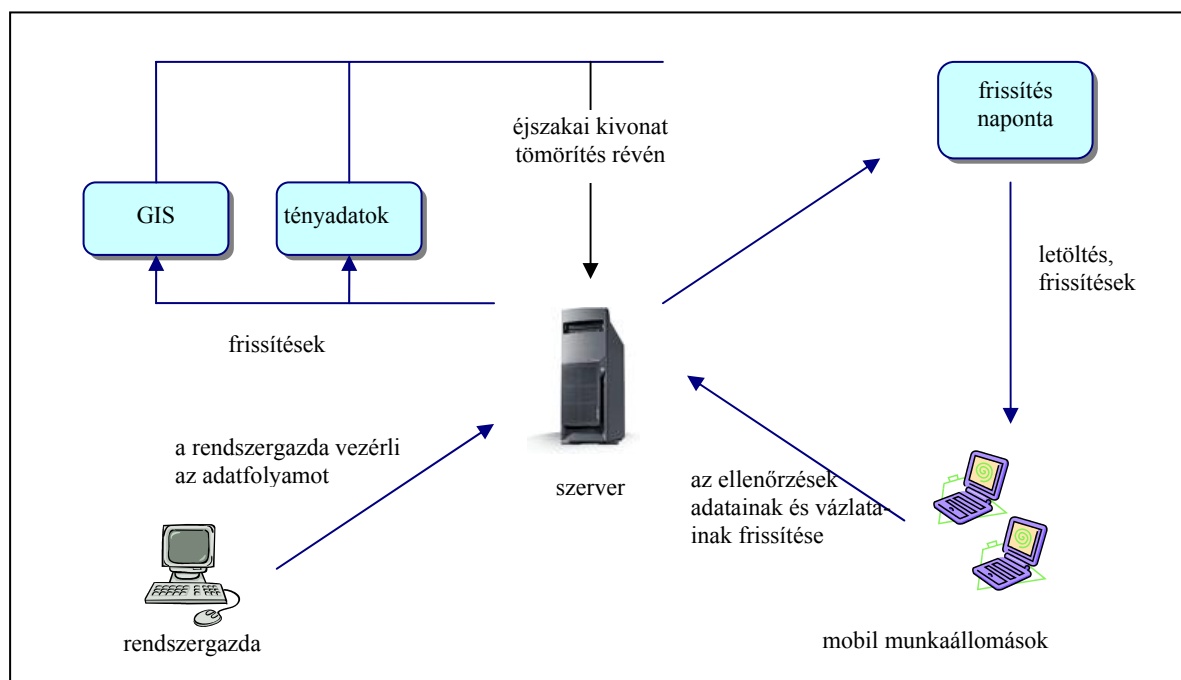 frissítés
naponta
éjszakai kivonat
tömörítés révén
GIS
tényadatok
letöltés,
frissítések
frissítések
a rendszergazda vezérli
az adatfolyamot
szerver
az ellenőrzések
adatainak és vázlata-
inak frissítése
rendszergazda
mobil munkaállomások